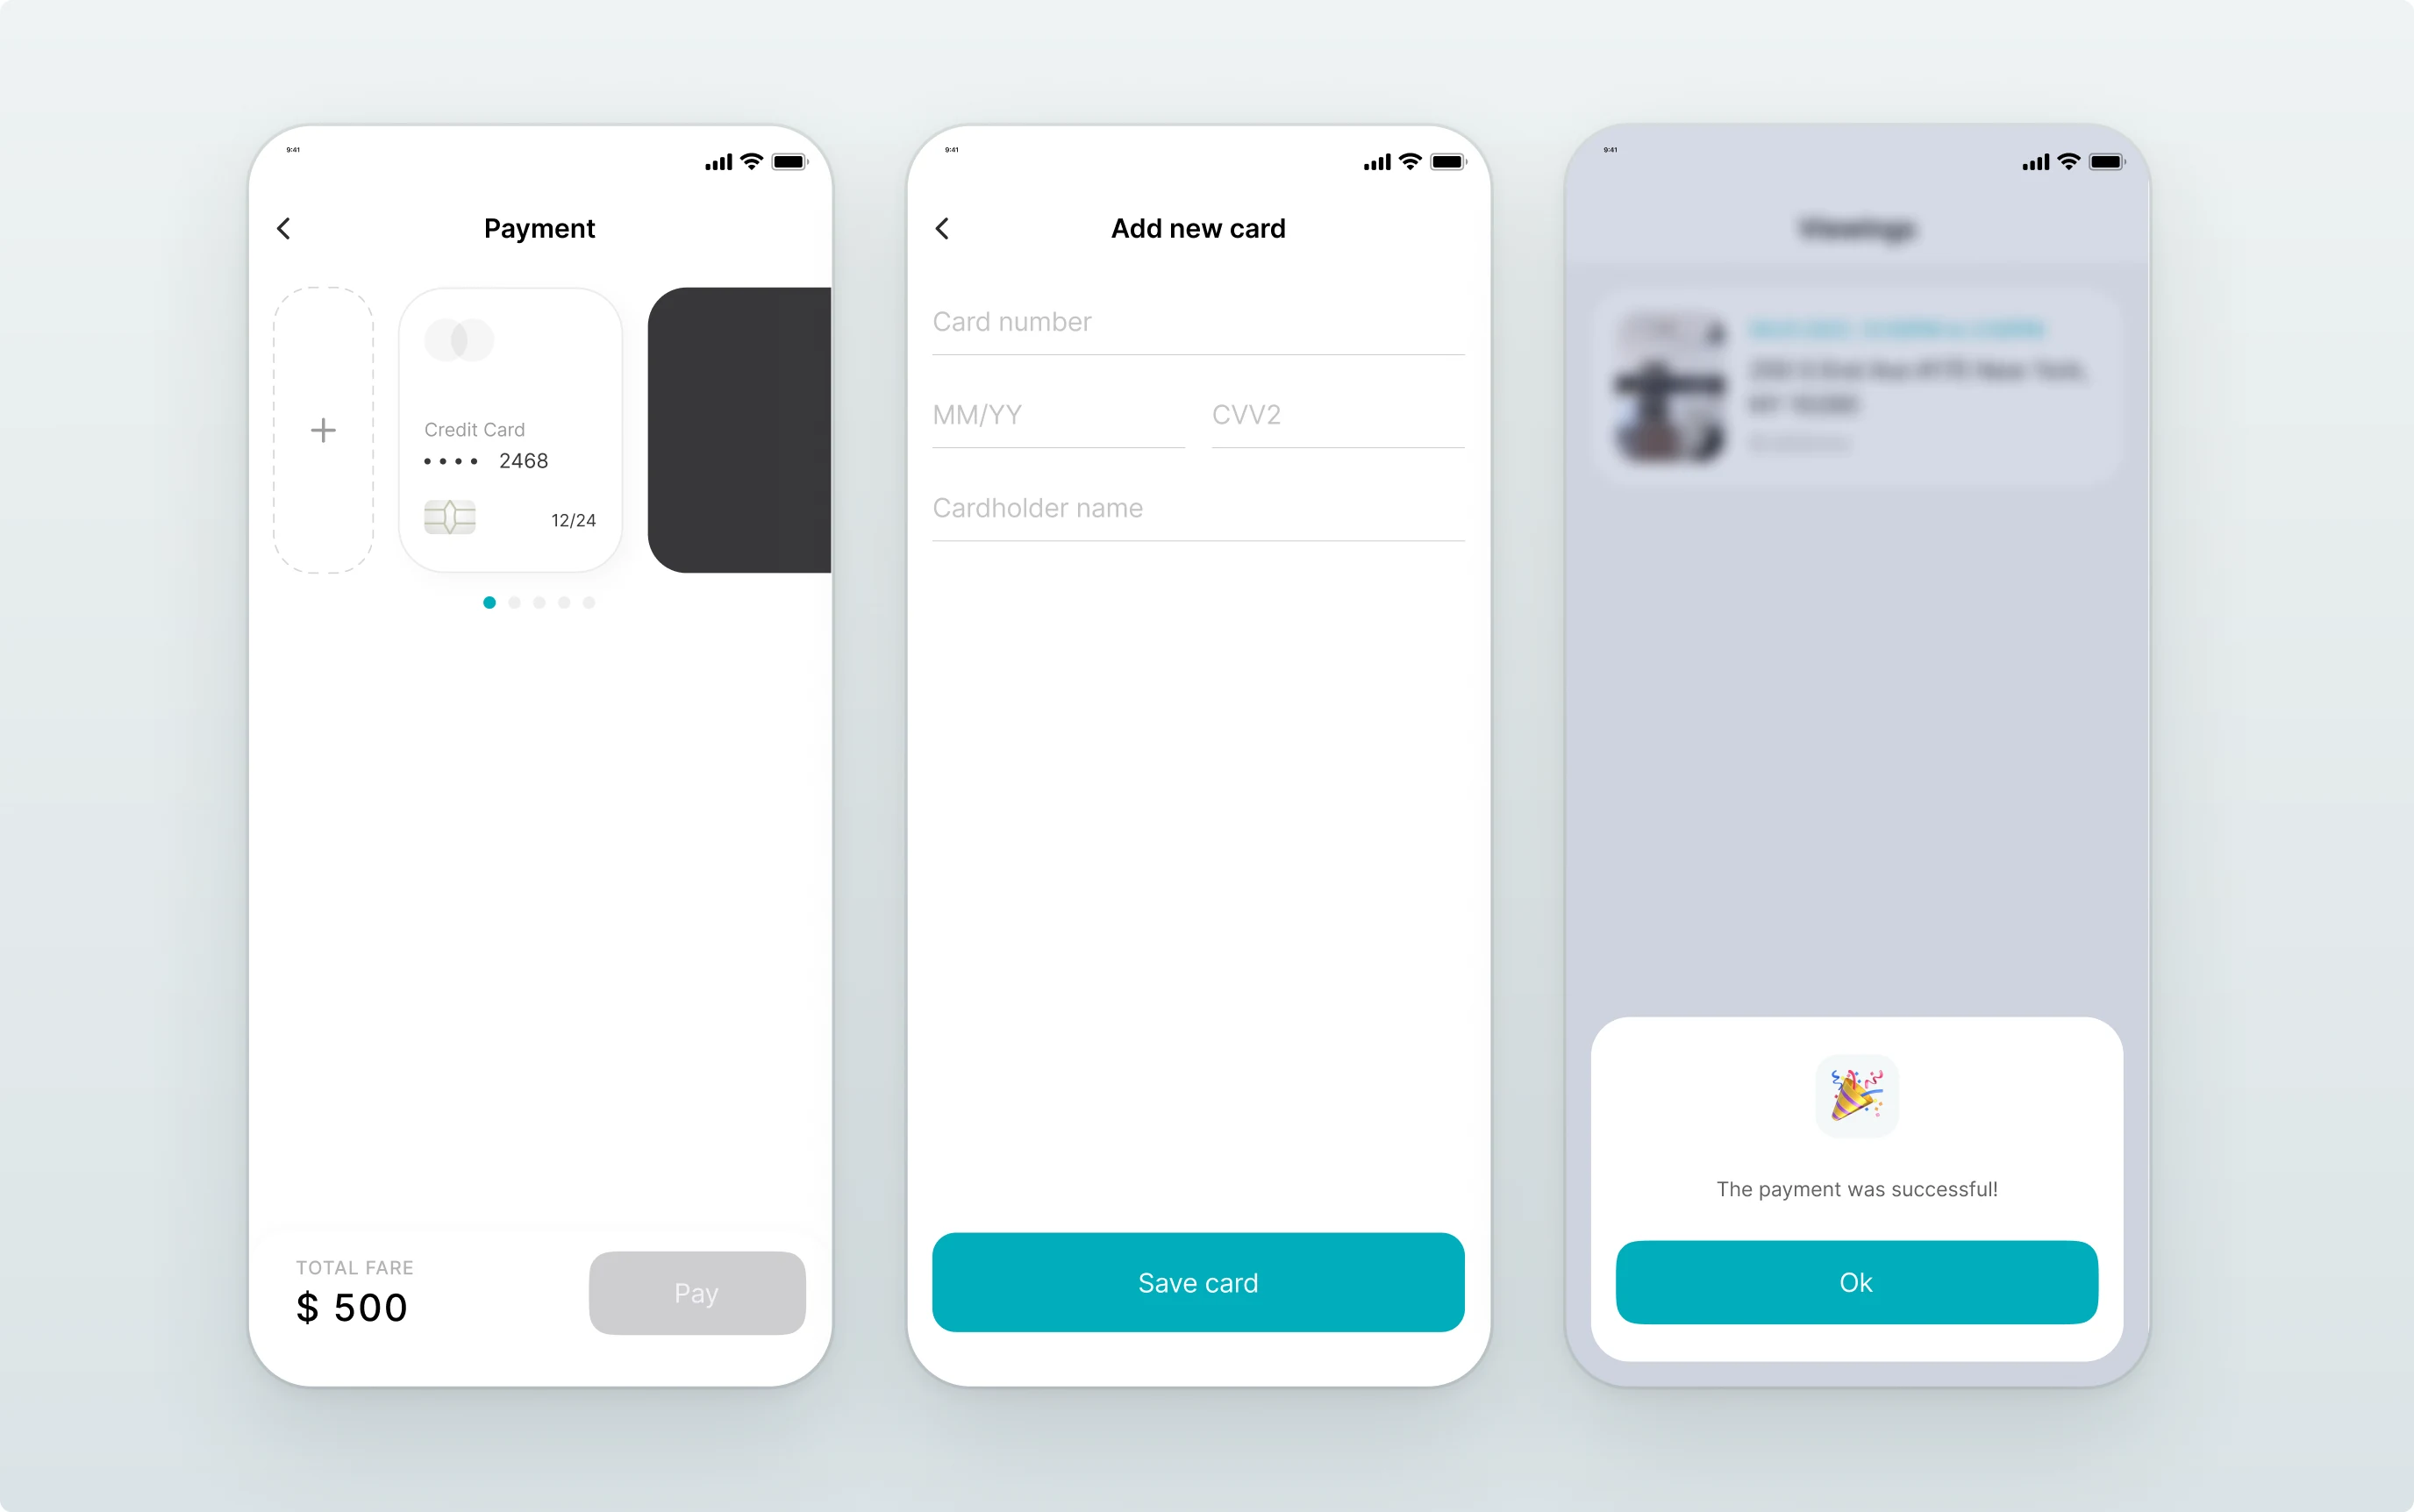 9:41
Payment
+
Credit Card
•••• 2468
12/24
TOTAL FARE
$ 500
Pay
9:41
Add new card
Card number
MM/YY CVV2
Cardholder name
Save card
9:41
Viewings
The payment was successful!
Ok